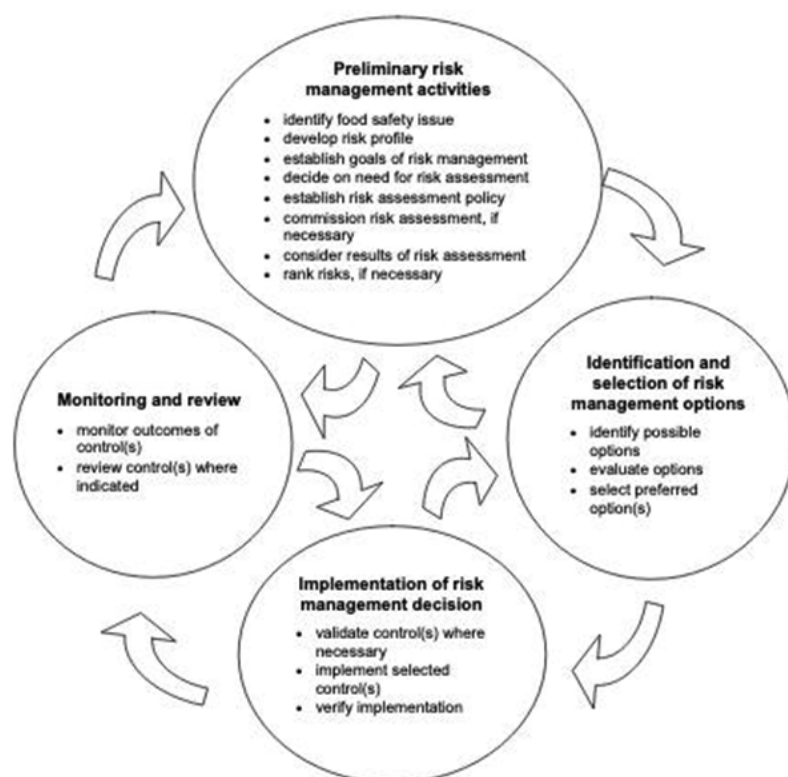 Preliminary risk
management activities
• identify food safety issue
• develop risk profile
• establish goals of risk management
• decide on need for risk assessment
• establish risk assessment policy
• commission risk assessment, if
necessary
• consider results of risk assessment
• rank risks, if necessary
Identification and
selection of risk
management options
• identify possible
options
• evaluate options
• select preferred
option(s)
Monitoring and review
• monitor outcomes of
control(s)
• review control(s) where
indicated
Implementation of risk
management decision
• validate control(s) where
necessary
• implement selected
control(s)
• verify implementation